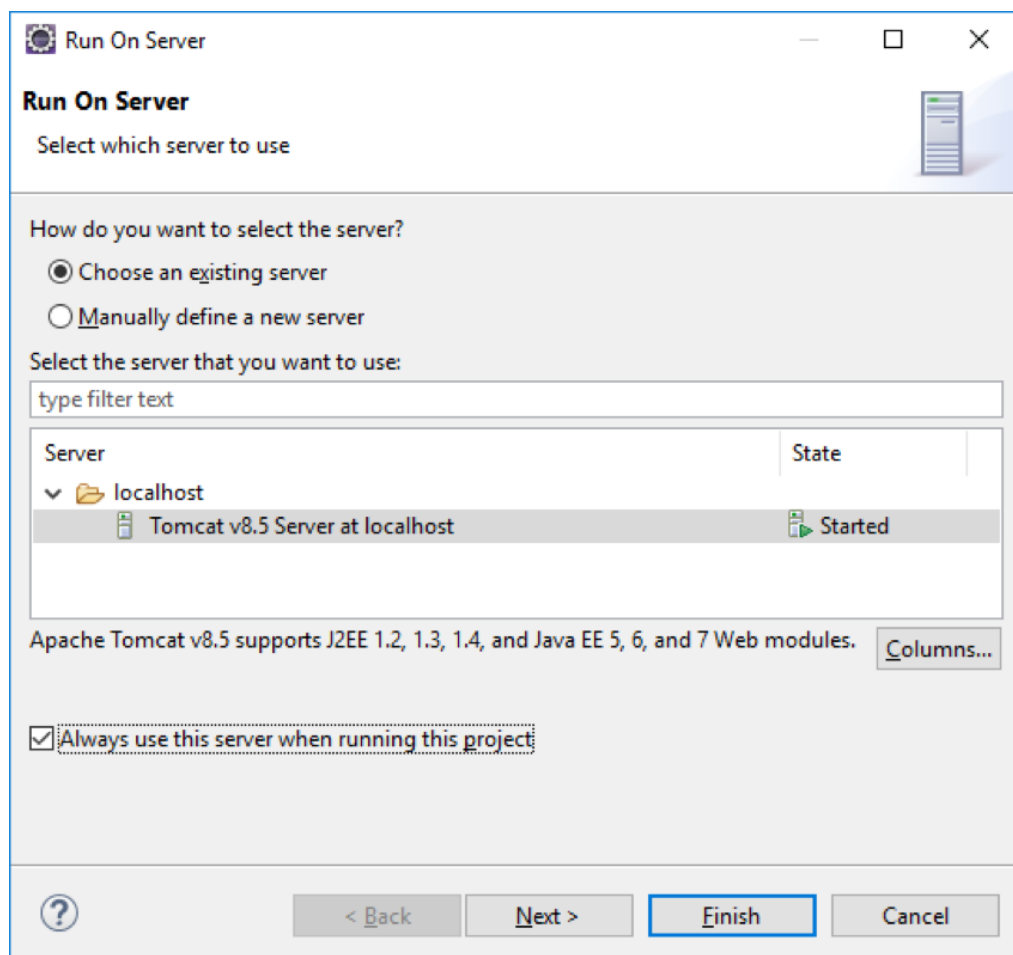 Run On Server
Run On Server
Select which server to use
How do you want to select the server?
Choose an existing server
Manually define a new server
Select the server that you want to use:
type filter text
Server State
localhost
Tomcat v8.5 Server at localhost Started
Apache Tomcat v8.5 supports J2EE 1.2, 1.3, 1.4, and Java EE 5, 6, and 7 Web modules.
Columns...
Always use this server when running this project
? < Back Next > Finish Cancel